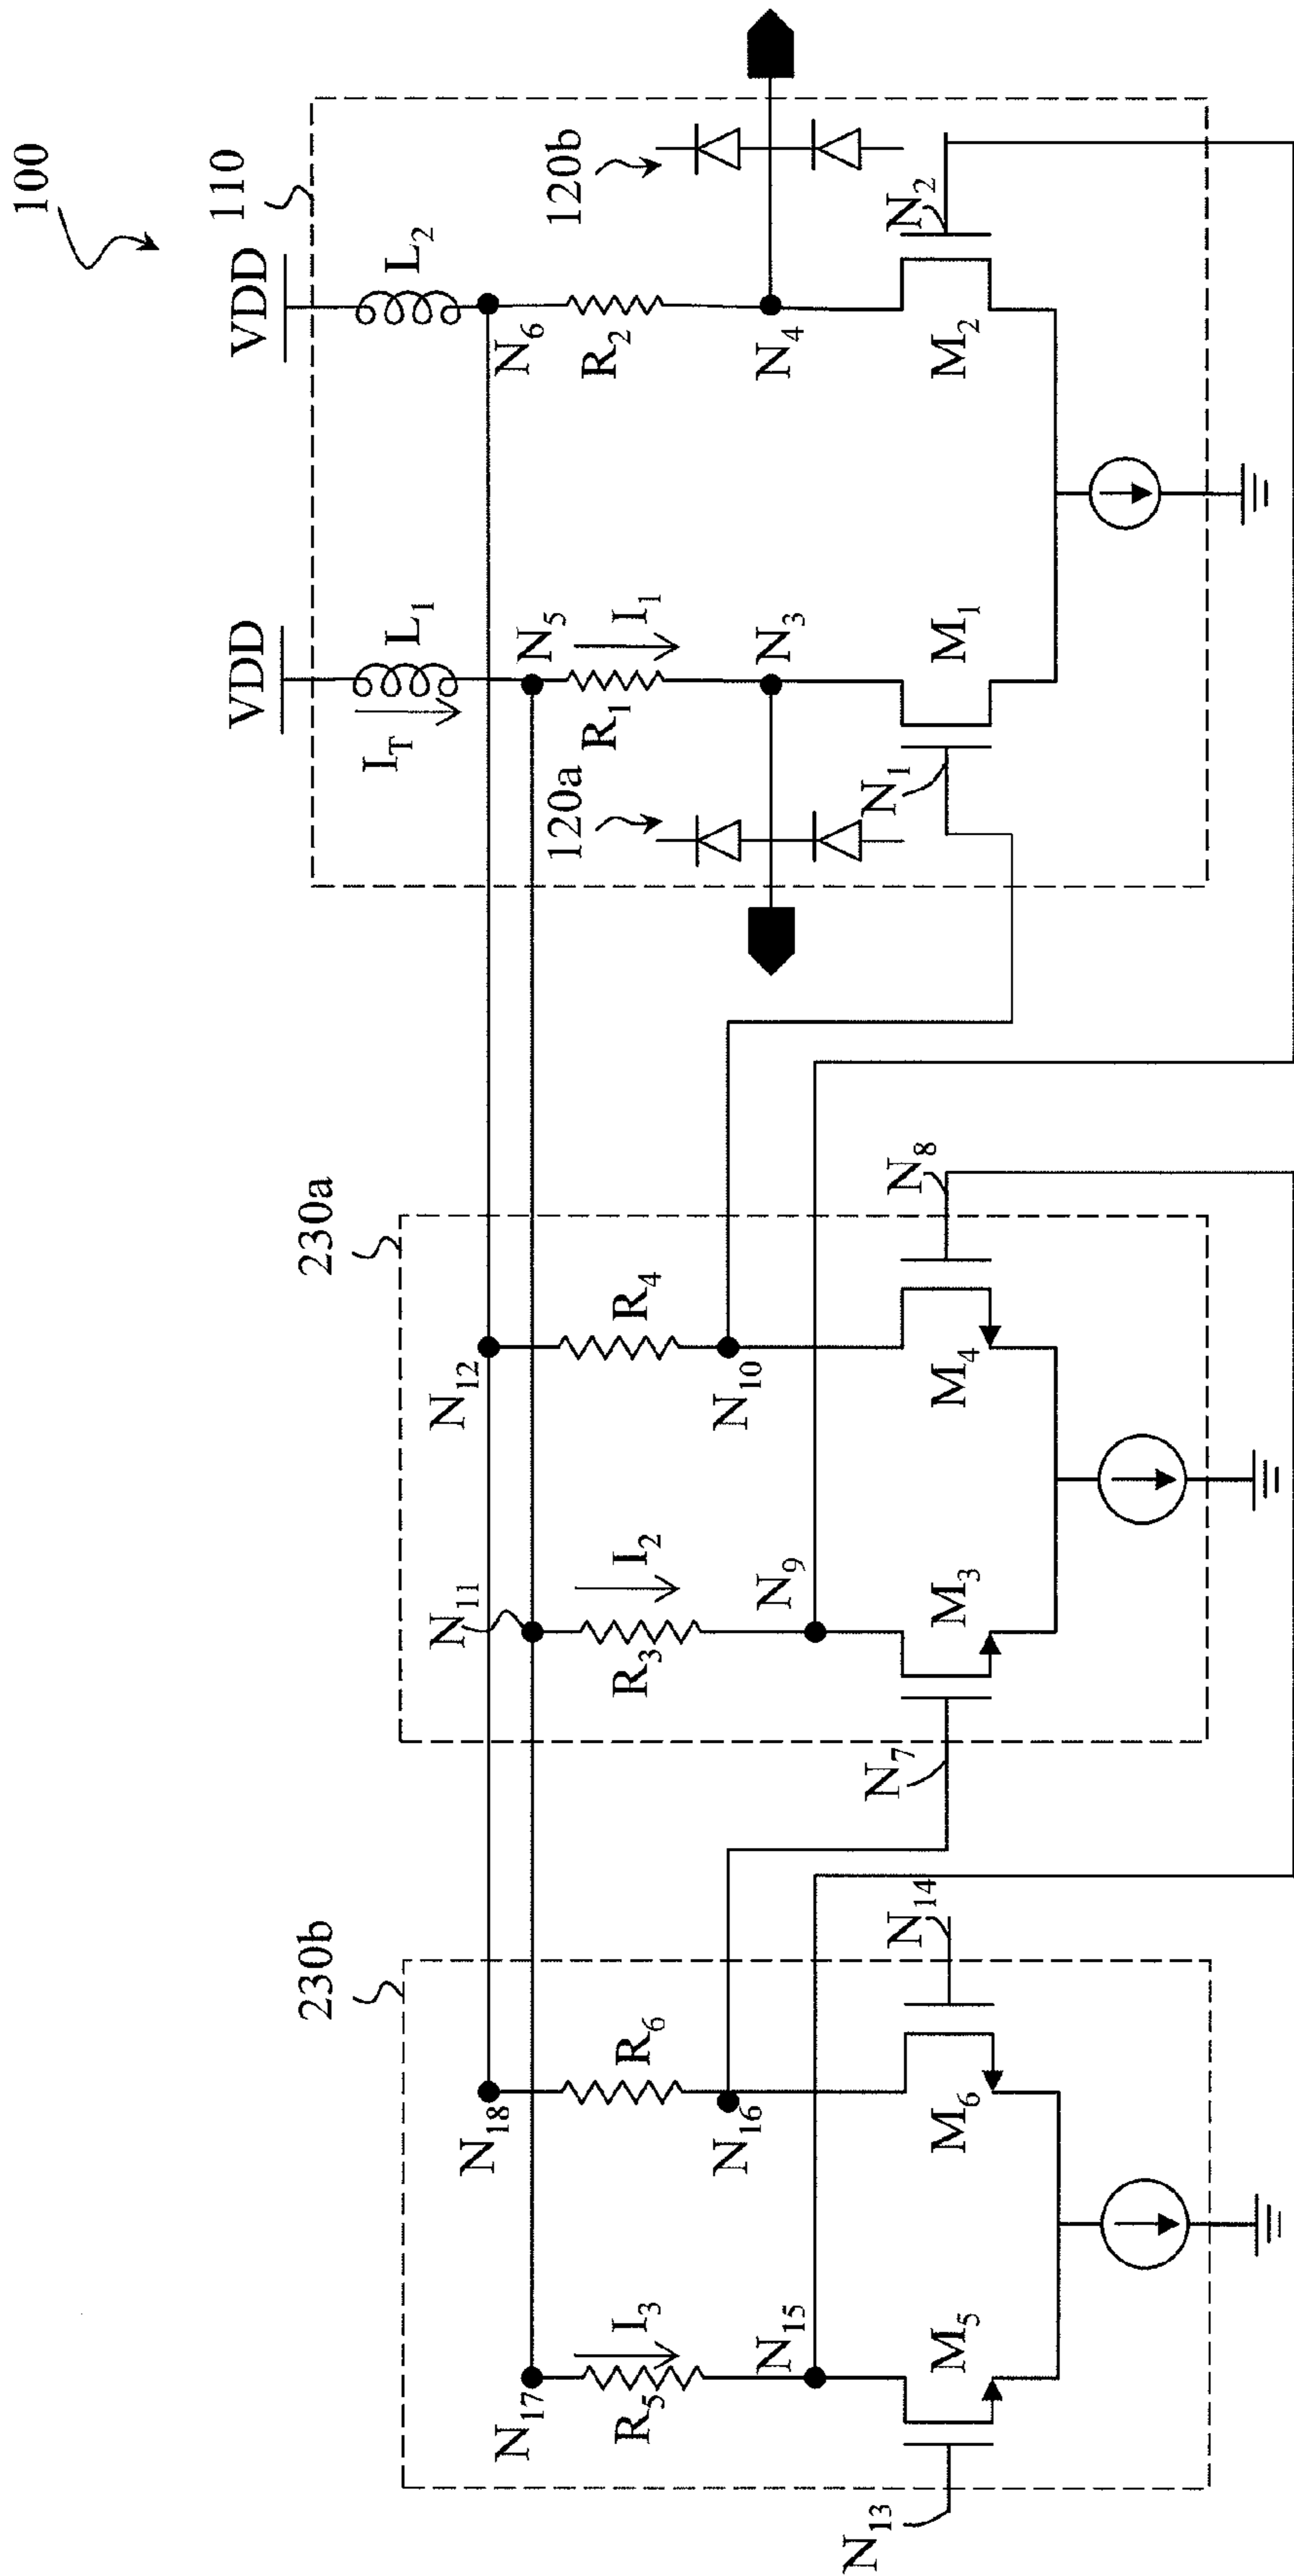 100
110
VDD
VDD
L₁
L₂
I_T
N₅
N₆
R₁
I₁
R₂
120a
120b
N₃
N₄
N₁
N₂
M₁
M₂
230a
N₁₁
N₁₂
R₃
I₂
R₄
N₉
N₁₀
N₇
N₈
M₃
M₄
230b
N₁₇
N₁₈
R₅
I₃
R₆
N₁₅
N₁₆
N₁₃
N₁₄
M₅
M₆